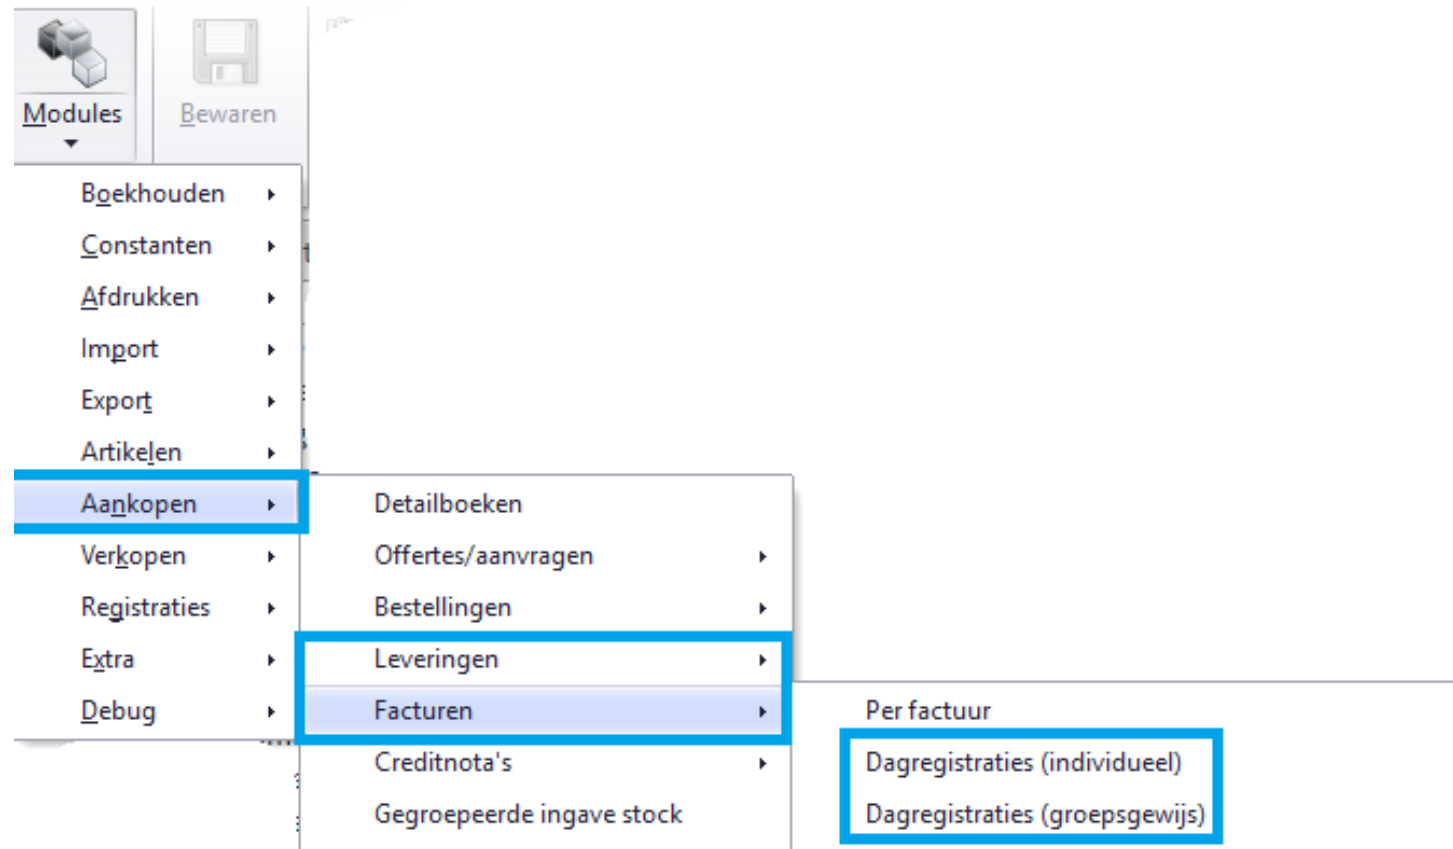 Modules
Bewaren
Boekhouden
Constanten
Afdrukken
Import
Export
Artikelen
Aankopen
Verkopen
Registraties
Extra
Debug
Detailboeken
Offertes/aanvragen
Bestellingen
Leveringen
Facturen
Creditnota's
Gegroepeerde ingave stock
Per factuur
Dagregistraties (individueel)
Dagregistraties (groepsgewijs)